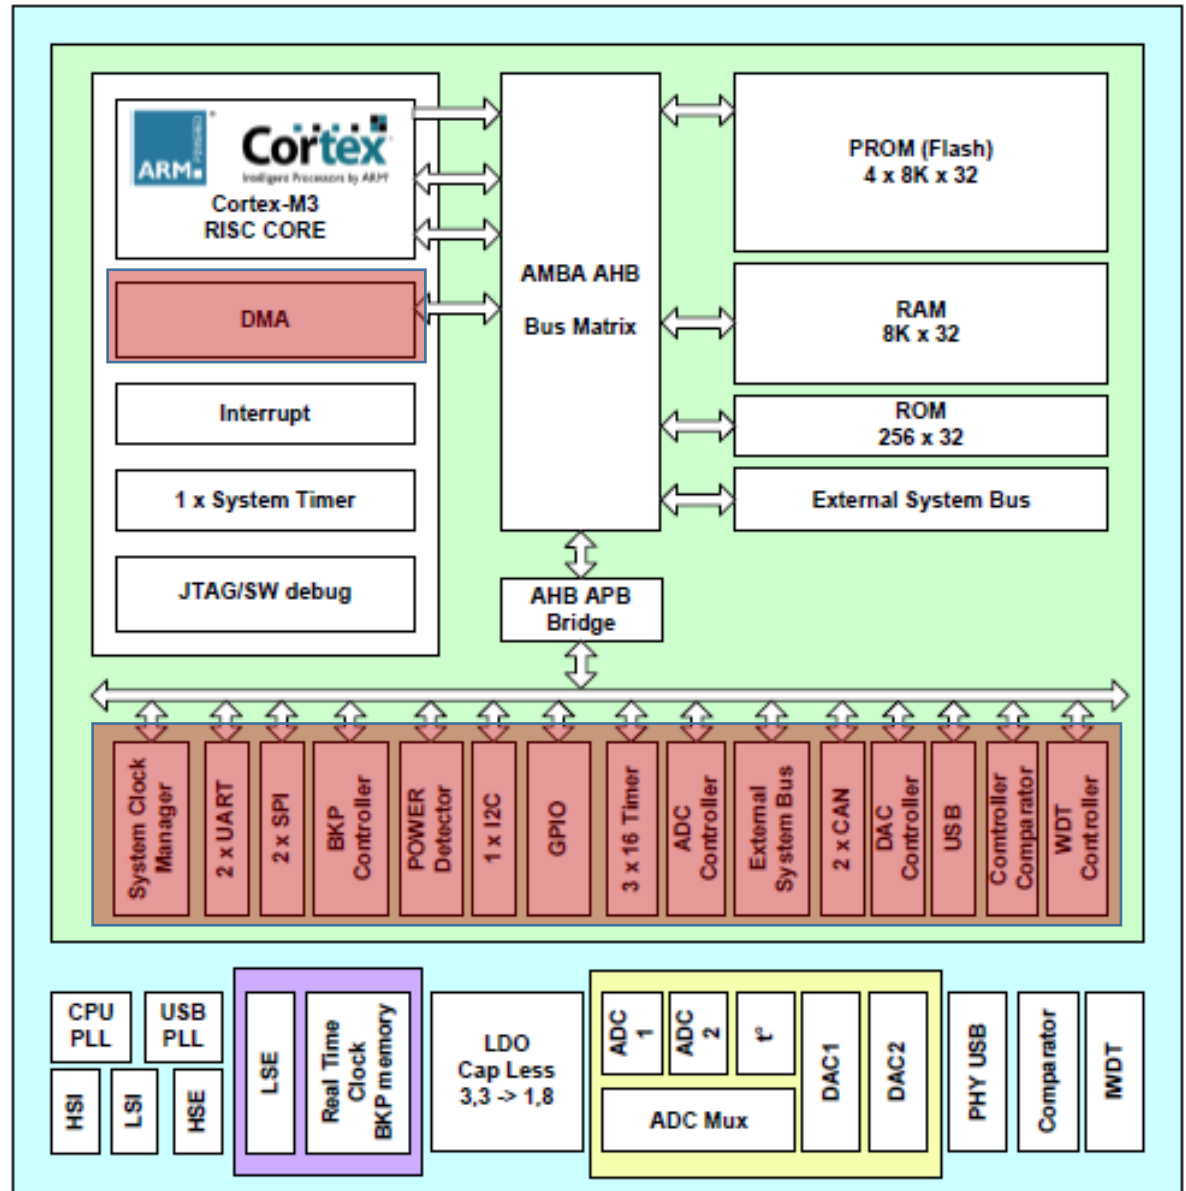 ARM
POWERED
Cortex
Intelligent Processors by ARM
Cortex-M3
RISC CORE
DMA
Interrupt
1 x System Timer
JTAG/SW debug
AMBA AHB
Bus Matrix
AHB APB
Bridge
PROM (Flash)
4 x 8K x 32
RAM
8K x 32
ROM
256 x 32
External System Bus
System Clock
Manager
2 x UART
2 x SPI
BKP
Controller
POWER
Detector
1 x I2C
GPIO
3 x 16 Timer
ADC
Controller
External
System Bus
2 x CAN
DAC
Controller
USB
Comtroller
Comparator
WDT
Controller
CPU
PLL
USB
PLL
HSI
LSI
HSE
LSE
Real Time
Clock
BKP memory
LDO
Cap Less
3,3 -> 1,8
ADC
1
ADC
2
t°
ADC Mux
DAC1
DAC2
PHY USB
Comparator
IWDT